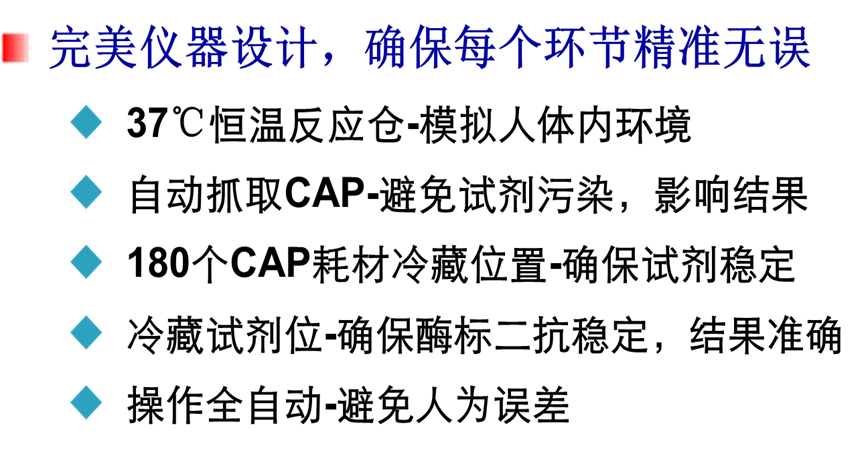 完美仪器设计，确保每个环节精准无误
37℃恒温反应仓-模拟人体内环境
自动抓取CAP-避免试剂污染，影响结果
180个CAP耗材冷藏位置-确保试剂稳定
冷藏试剂位-确保酶标二抗稳定，结果准确
操作全自动-避免人为误差